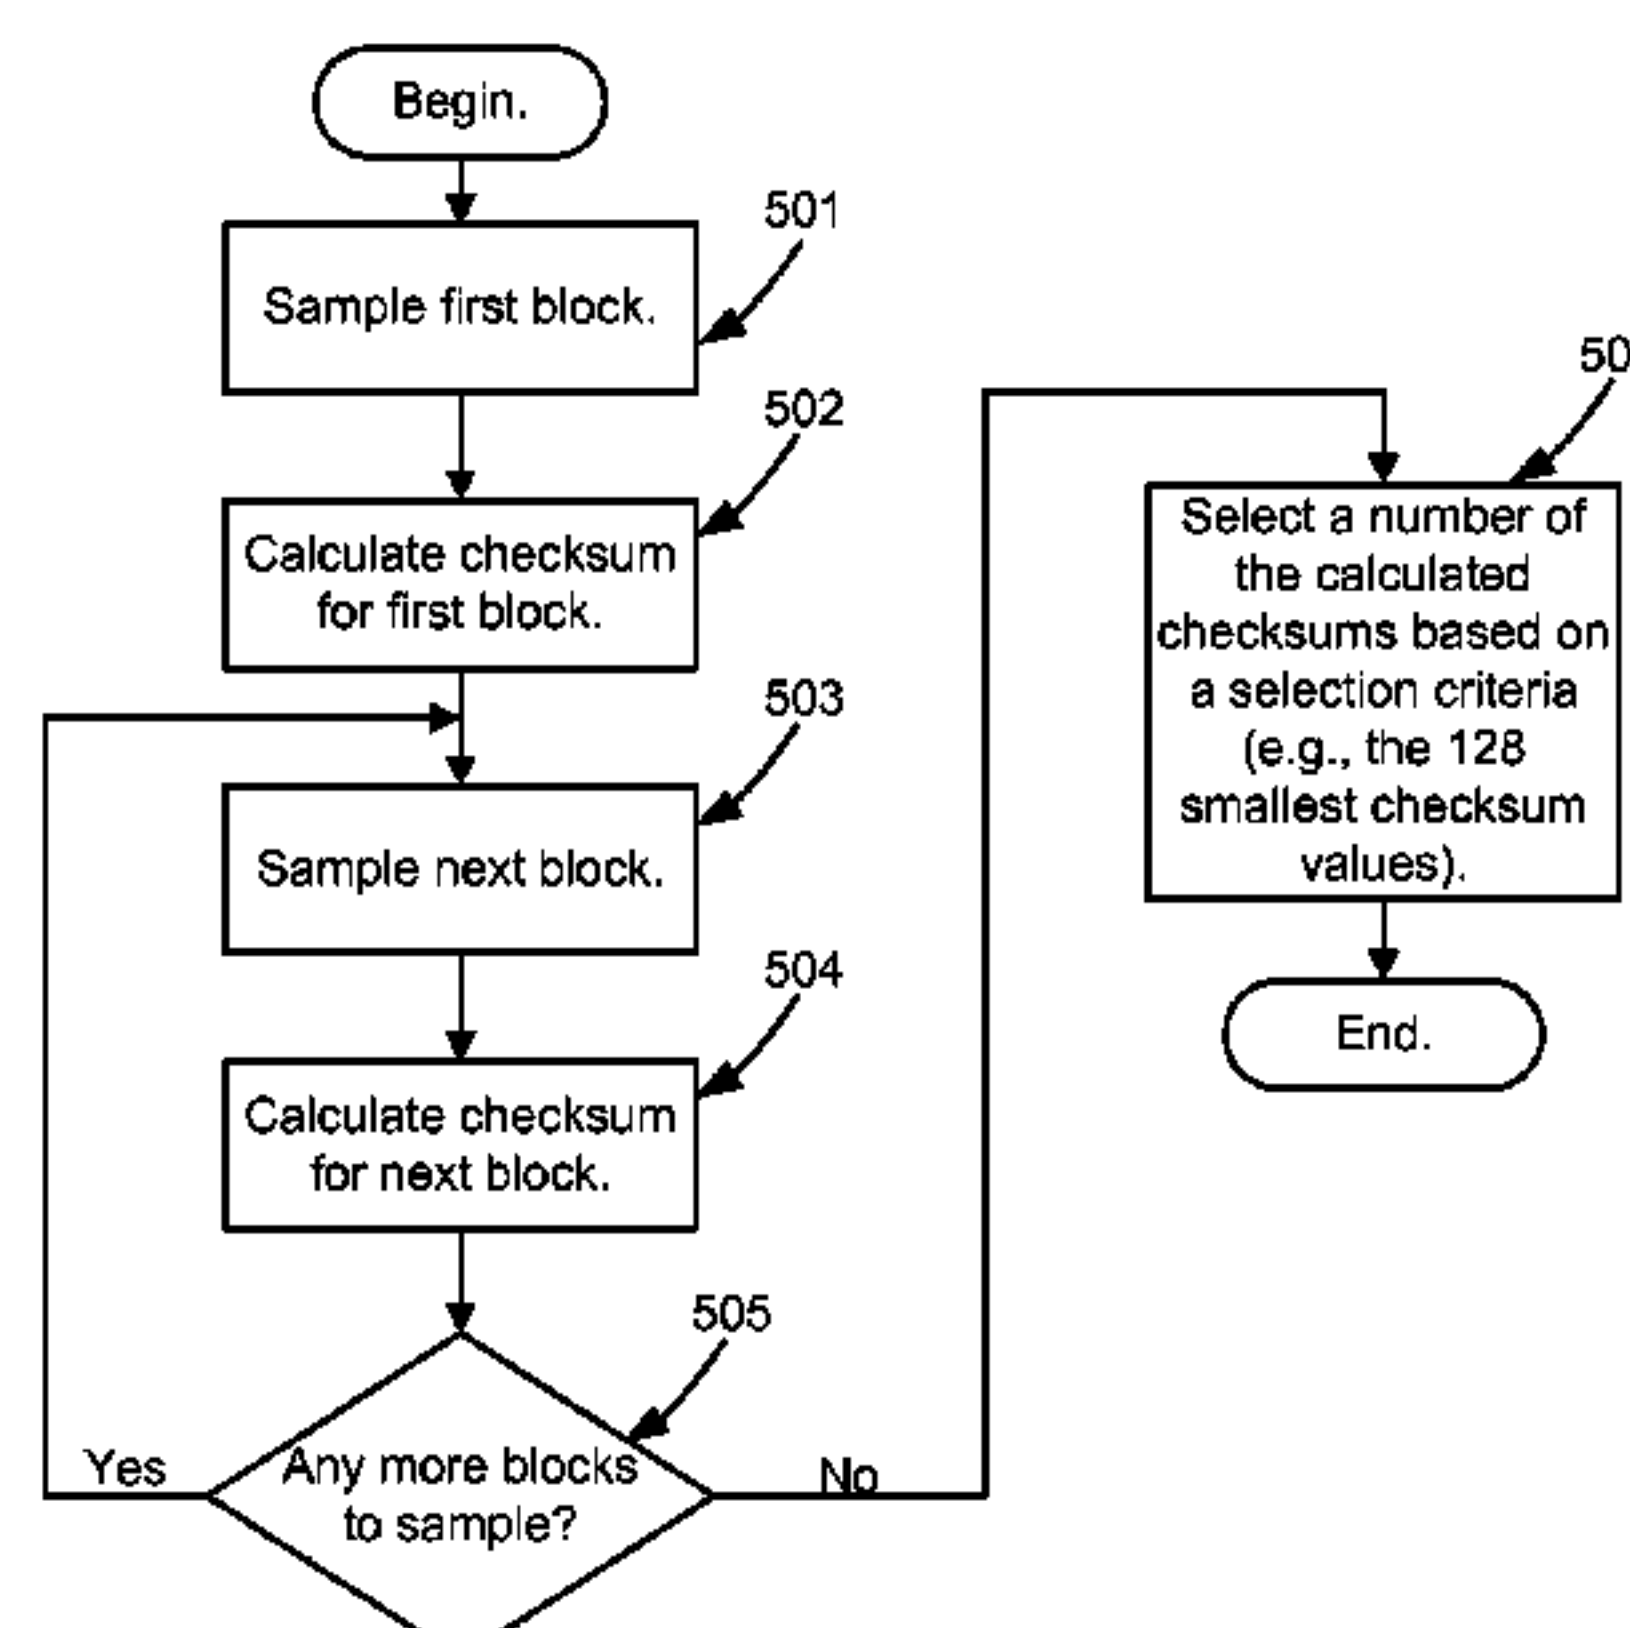 Begin.
501
Sample first block.
502
Calculate checksum
for first block.
503
Sample next block.
504
Calculate checksum
for next block.
505
Any more blocks
to sample?
Yes
No
50
Select a number of
the calculated
checksums based on
a selection criteria
(e.g., the 128
smallest checksum
values).
End.